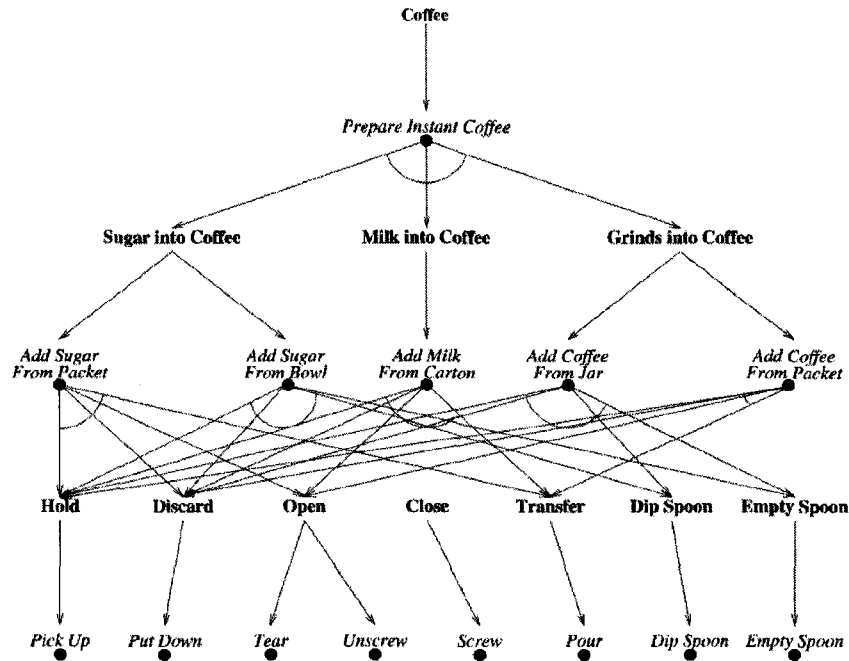 Coffee
Prepare Instant Coffee
Sugar into Coffee Milk into Coffee Grinds into Coffee
Add Sugar Add Sugar Add Milk Add Coffee Add Coffee
From Packet From Bowl From Carton From Jar From Packet
Hold Discard Open Close Transfer Dip Spoon Empty Spoon
Pick Up Put Down Tear Unscrew Screw Pour Dip Spoon Empty Spoon